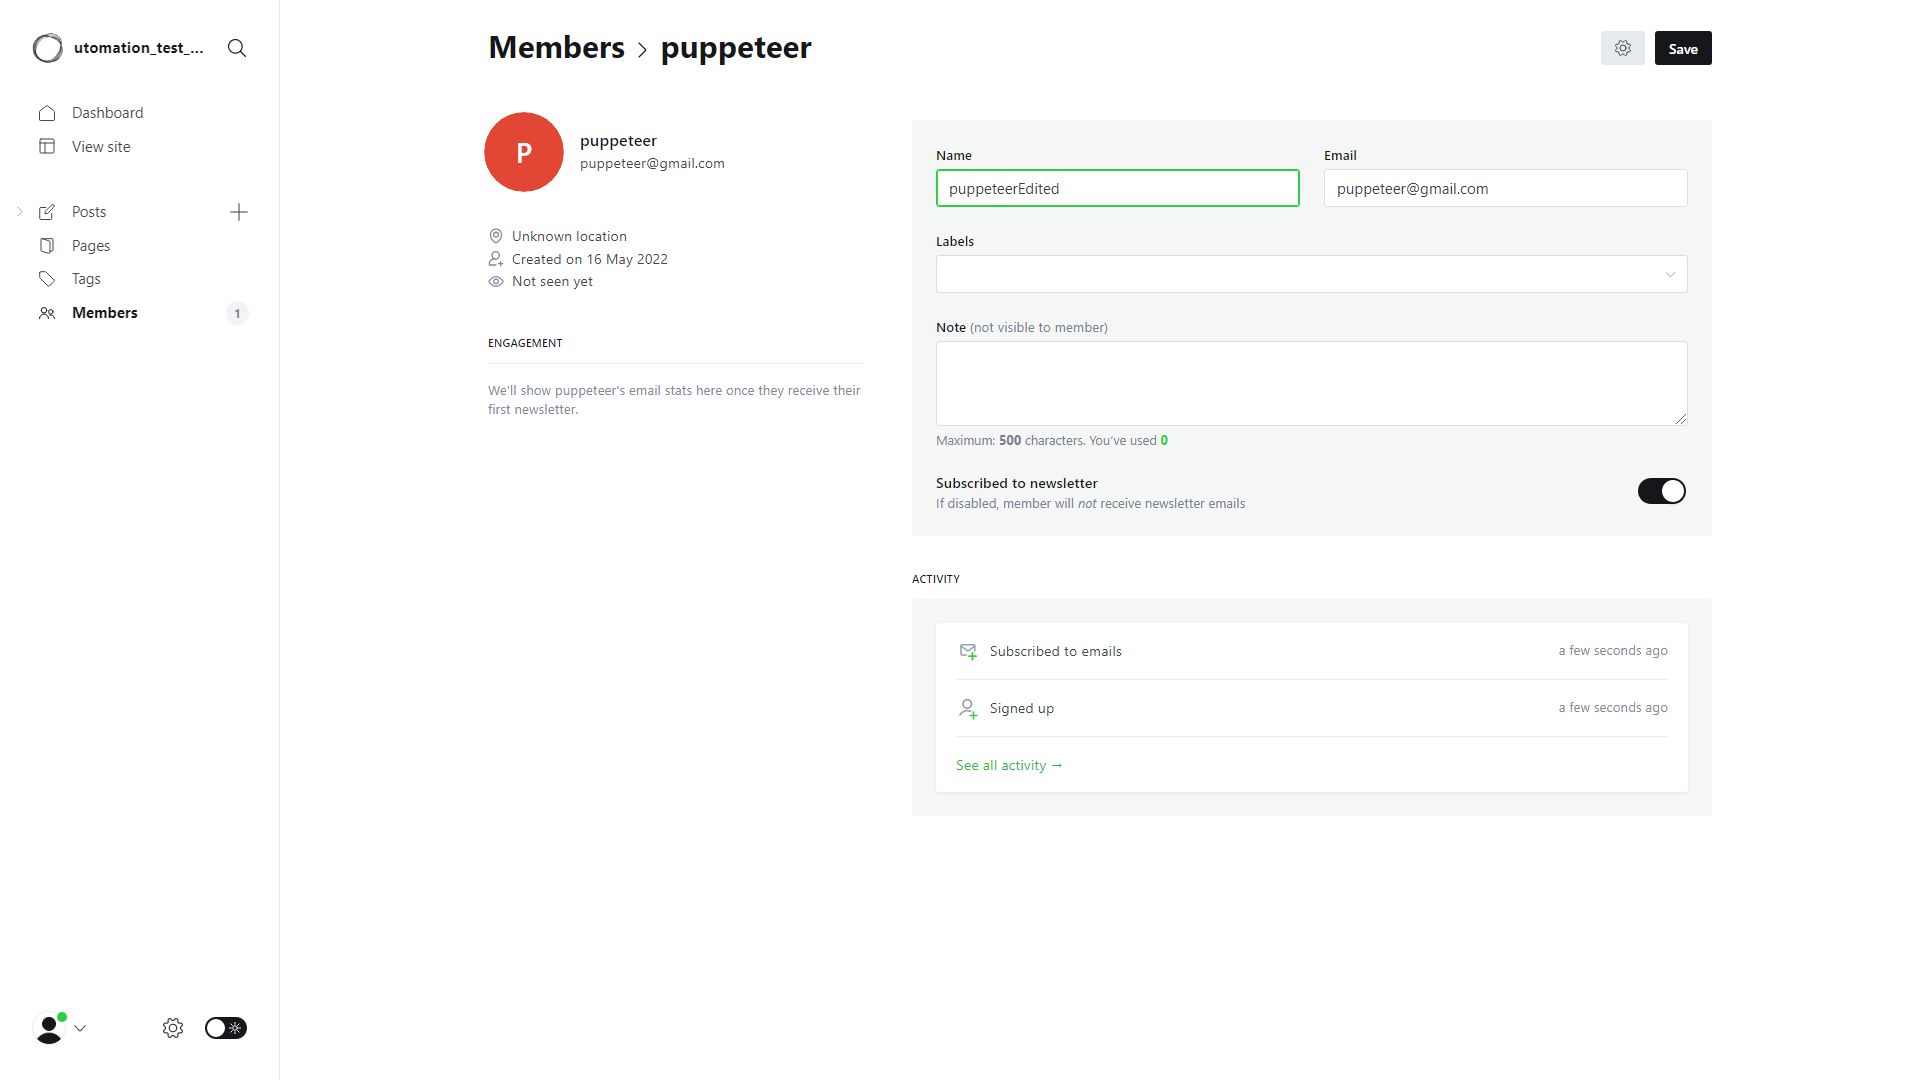 utomation_test_...
Dashboard
View site
Posts
Pages
Tags
Members
1
Members > puppeteer
Save
P
puppeteer
puppeteer@gmail.com
Unknown location
Created on 16 May 2022
Not seen yet
ENGAGEMENT
We'll show puppeteer's email stats here once they receive their
first newsletter.
Name
puppeteerEdited
Email
puppeteer@gmail.com
Labels
Note (not visible to member)
Maximum: 500 characters. You've used 0
Subscribed to newsletter
If disabled, member will not receive newsletter emails
ACTIVITY
Subscribed to emails
a few seconds ago
Signed up
a few seconds ago
See all activity →